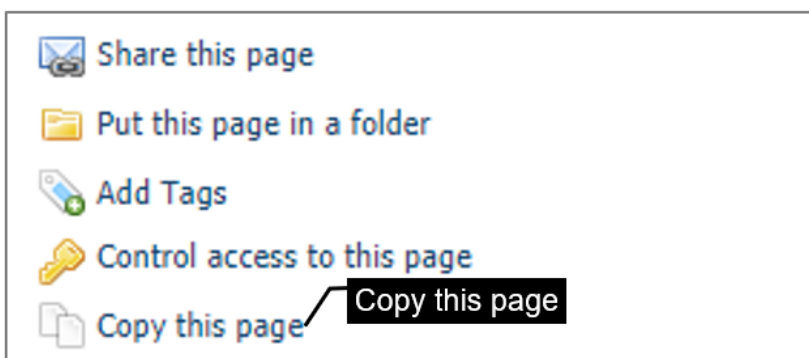 Share this page
Put this page in a folder
Add Tags
Control access to this page
Copy this page
Copy this page